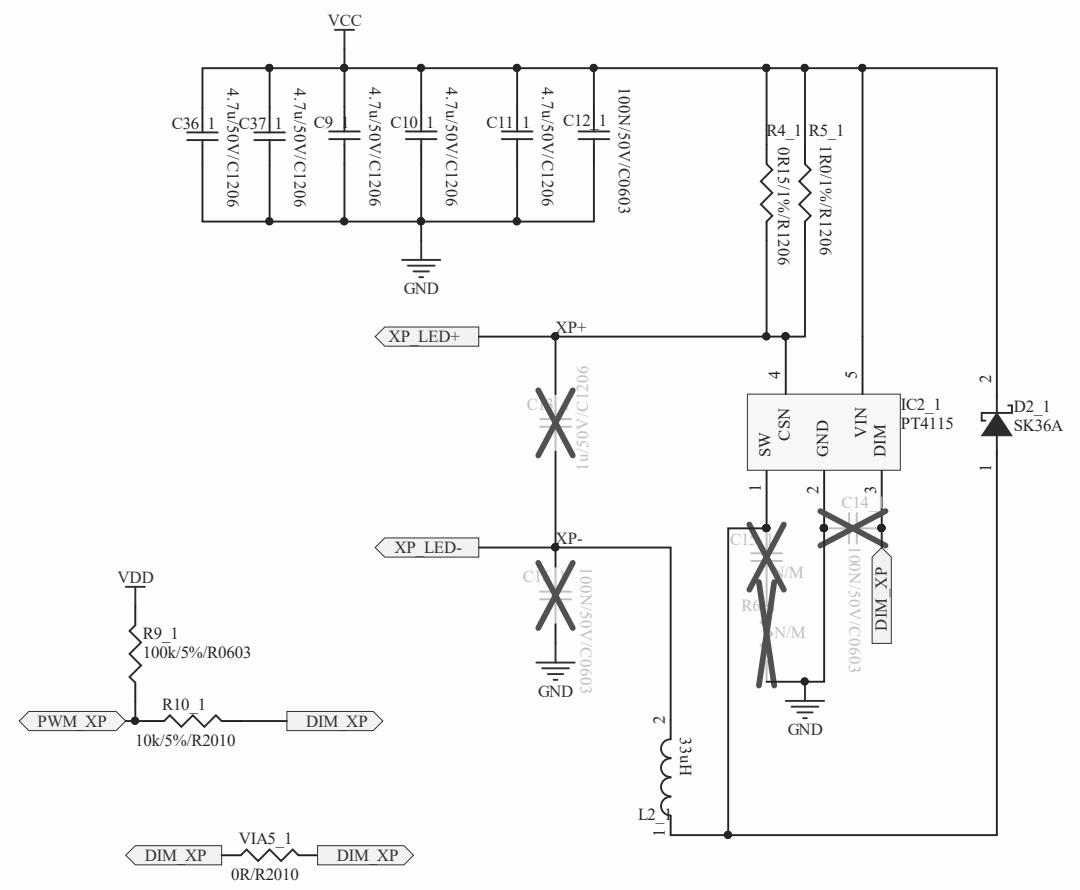 VCC
C36_1
4.7u/50V/C1206
C37_1
4.7u/50V/C1206
C9_1
4.7u/50V/C1206
C10_1
4.7u/50V/C1206
C11_1
4.7u/50V/C1206
C12_1
100N/50V/C0603
GND
R4_1
0R15/1%/R1206
R5_1
1R0/1%/R1206
XP_LED+
XP+
4
5
2
1u/50V/C1206
SW
CSN
GND
VIN
DIM
IC2_1
PT4115
D2_1
SK36A
1
1
2
3
C14_1
100N/50V/C0603
XP_LED-
XP-
N/M
N/M
DIM_XP
100N/50V/C0603
GND
GND
VDD
R9_1
100k/5%/R0603
PWM_XP
R10_1
10k/5%/R2010
DIM_XP
2
33uH
L2_1
1
DIM_XP
VIA5_1
0R/R2010
DIM_XP